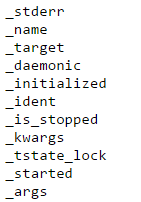 _stderr
_name
_target
_daemonic
_initialized
_ident
_is_stopped
_kwargs
_tstate_lock
_started
_args